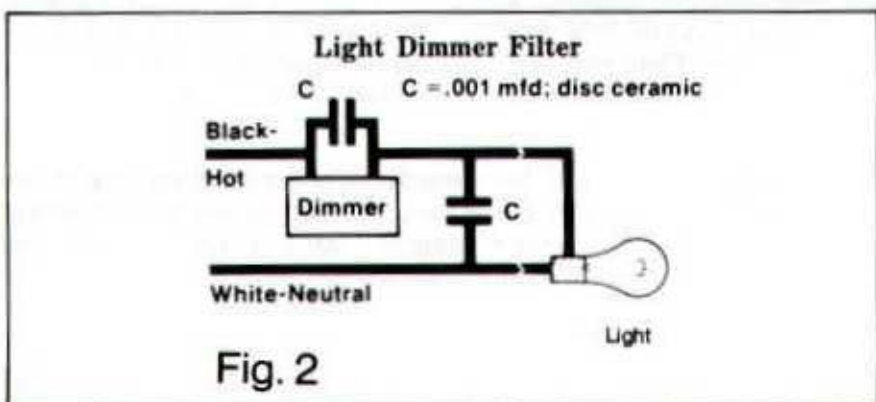 Light Dimmer Filter
C
C = .001 mfd; disc ceramic
Black-
Hot
Dimmer
C
White-Neutral
Light
Fig. 2